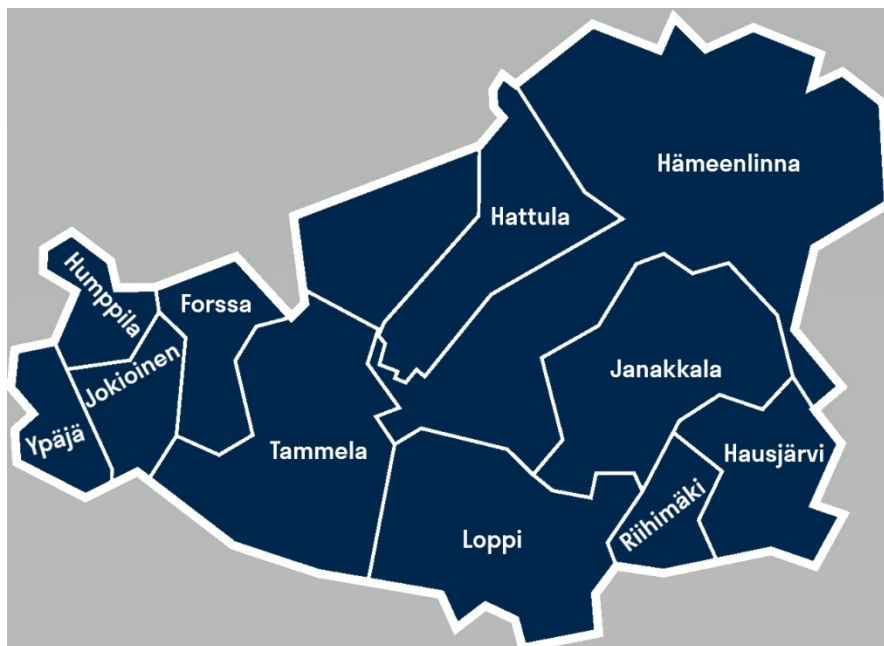 Hämeenlinna
Hattula
Humppila
Forssa
Jokioinen
Janakkala
Ypäjä
Tammela
Hausjärvi
Loppi
Riihimäki